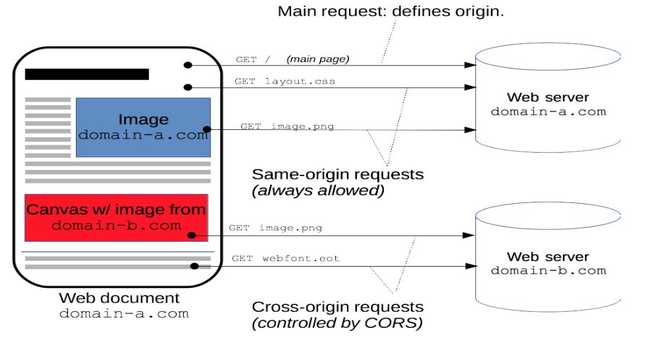 Main request: defines origin.
GET / (main page)
GET layout.css
Image
domain-a.com
GET image.png
Web server
domain-a.com
Same-origin requests
(always allowed)
Canvas w/ image from
domain-b.com
GET image.png
GET webfont.eot
Web server
domain-b.com
Web document
domain-a.com
Cross-origin requests
(controlled by CORS)